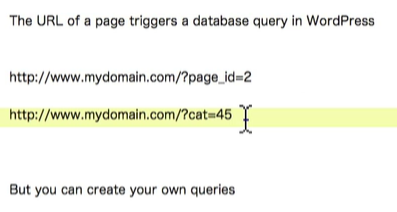 The URL of a page triggers a database query in WordPress
http://www.mydomain.com/?page_id=2
http://www.mydomain.com/?cat=45
But you can create your own queries